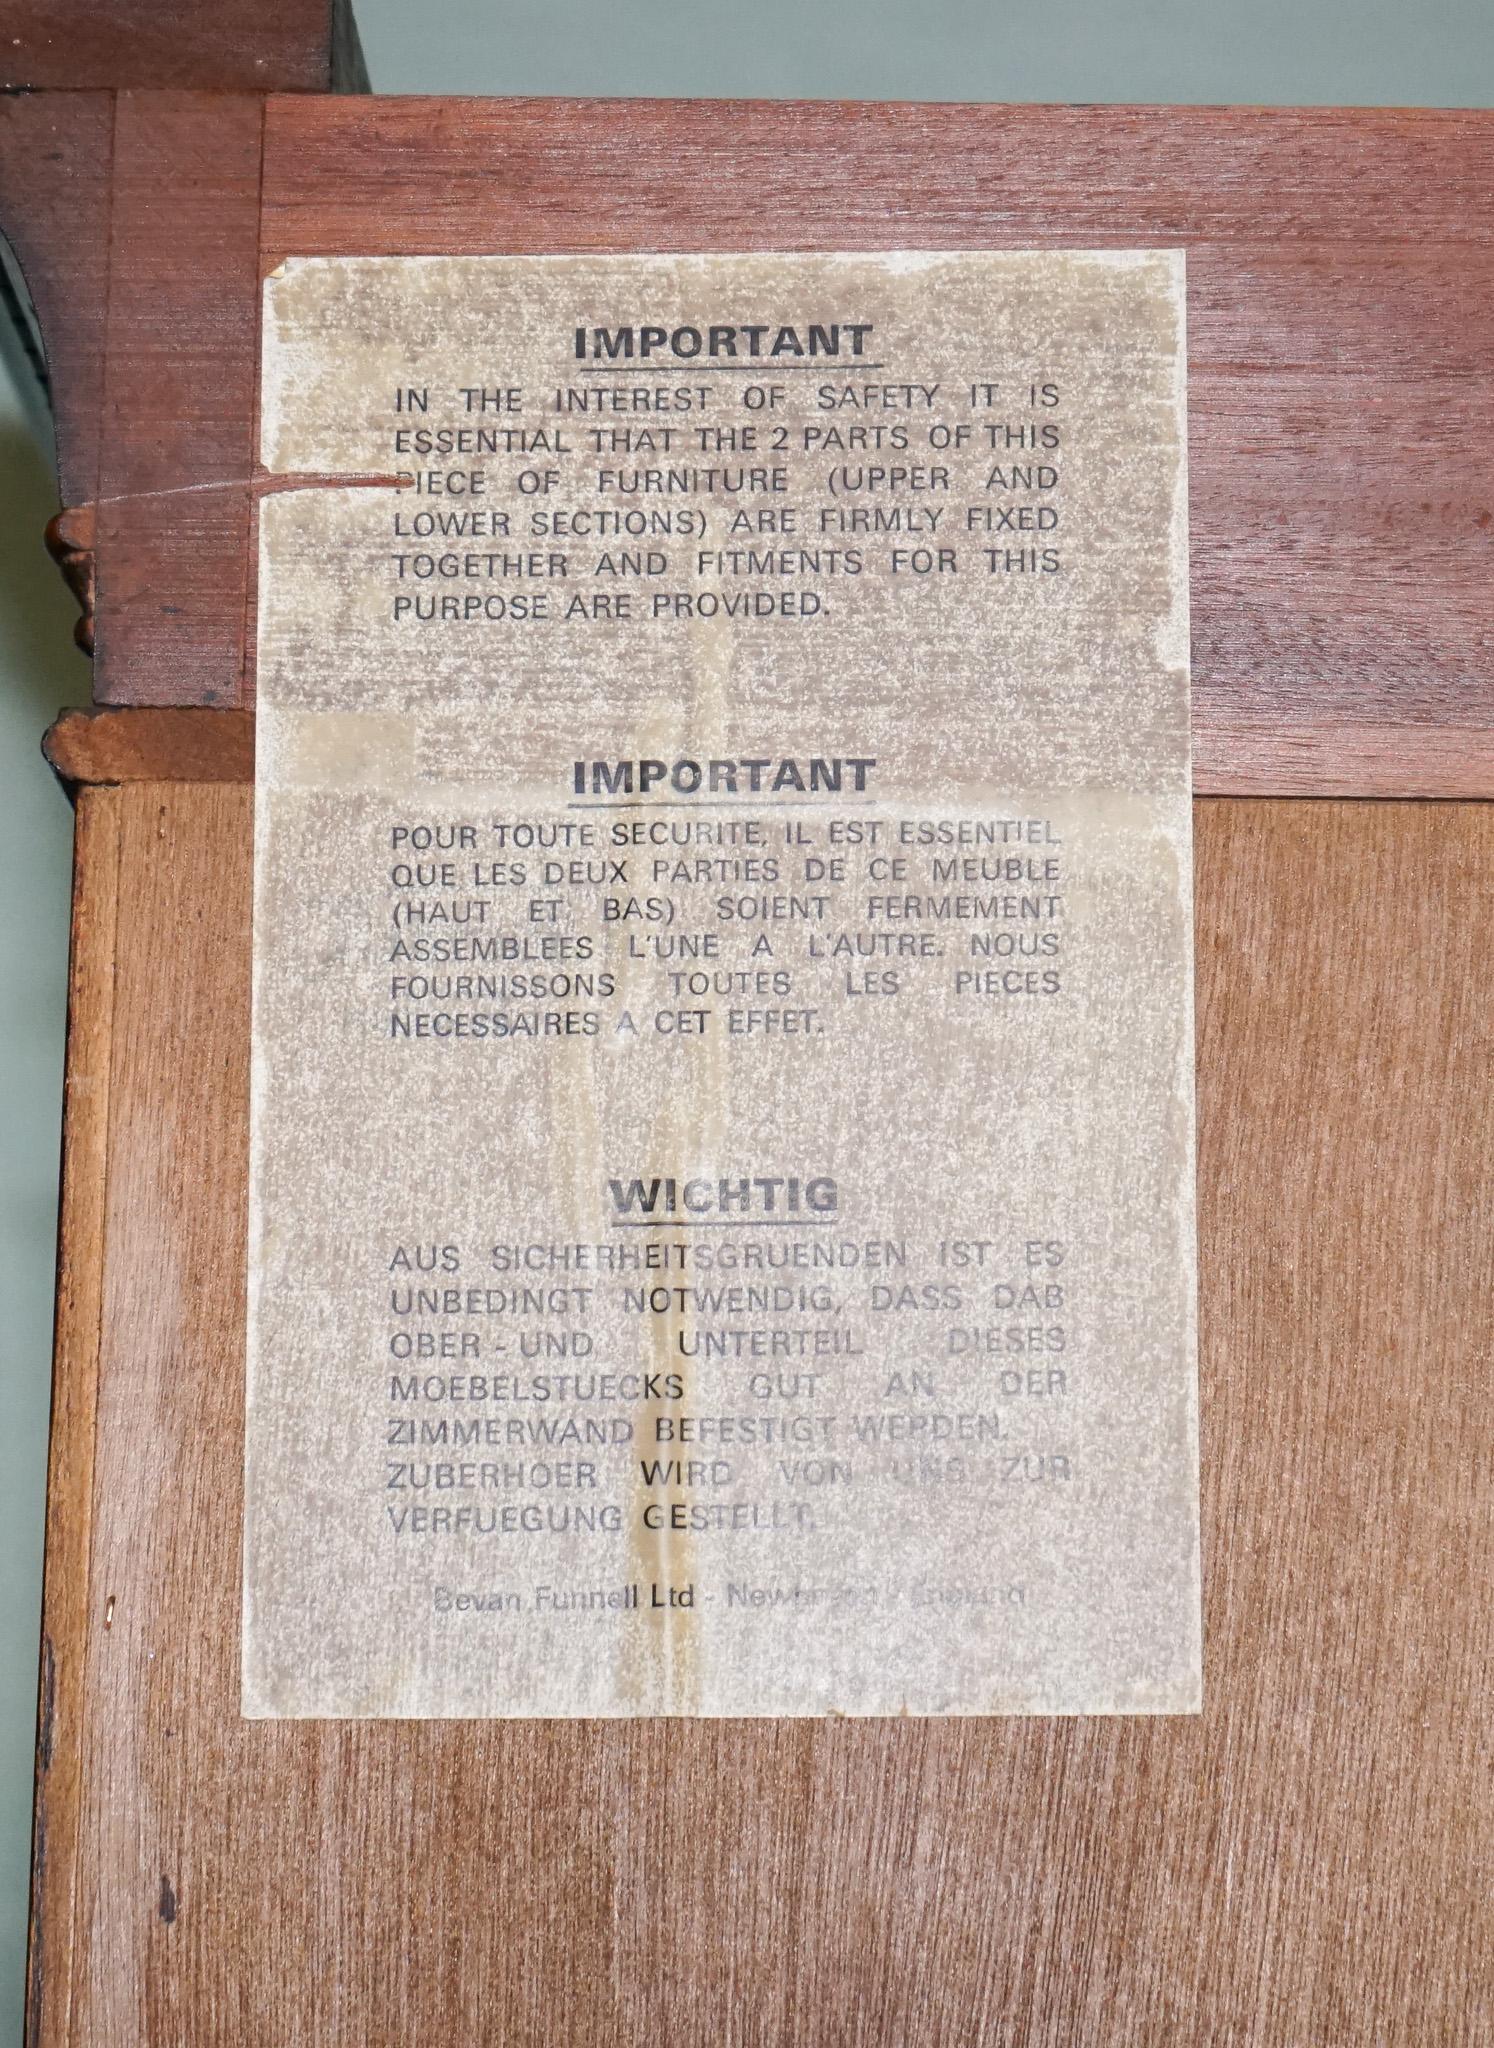 IMPORTANT
IN THE INTEREST OF SAFETY IT IS
ESSENTIAL THAT THE 2 PARTS OF THIS
PIECE OF FURNITURE (UPPER AND
LOWER SECTIONS) ARE FIRMLY FIXED
TOGETHER AND FITMENTS FOR THIS
PURPOSE ARE PROVIDED.
IMPORTANT
POUR TOUTE SECURITE, IL EST ESSENTIEL
QUE LES DEUX PARTIES DE CE MEUBLE
(HAUT ET BAS) SOIENT FERMEMENT
ASSEMBLEES L'UNE A L'AUTRE. NOUS
FOURNISSONS TOUTES LES PIECES
NECESSAIRES A CET EFFET.
WICHTIG
AUS SICHERHEITSGRUENDEN IST ES
UNBEDINGT NOTWENDIG, DASS DAB
OBER - UND UNTERTEIL DIESES
MOEBELSTUECKS GUT AN DER
ZIMMERWAND BEFESTIGT WERDEN.
ZUBERHOER WIRD VON UNS ZUR
VERFUEGUNG GESTELLT.
Bevan Funnell Ltd - England